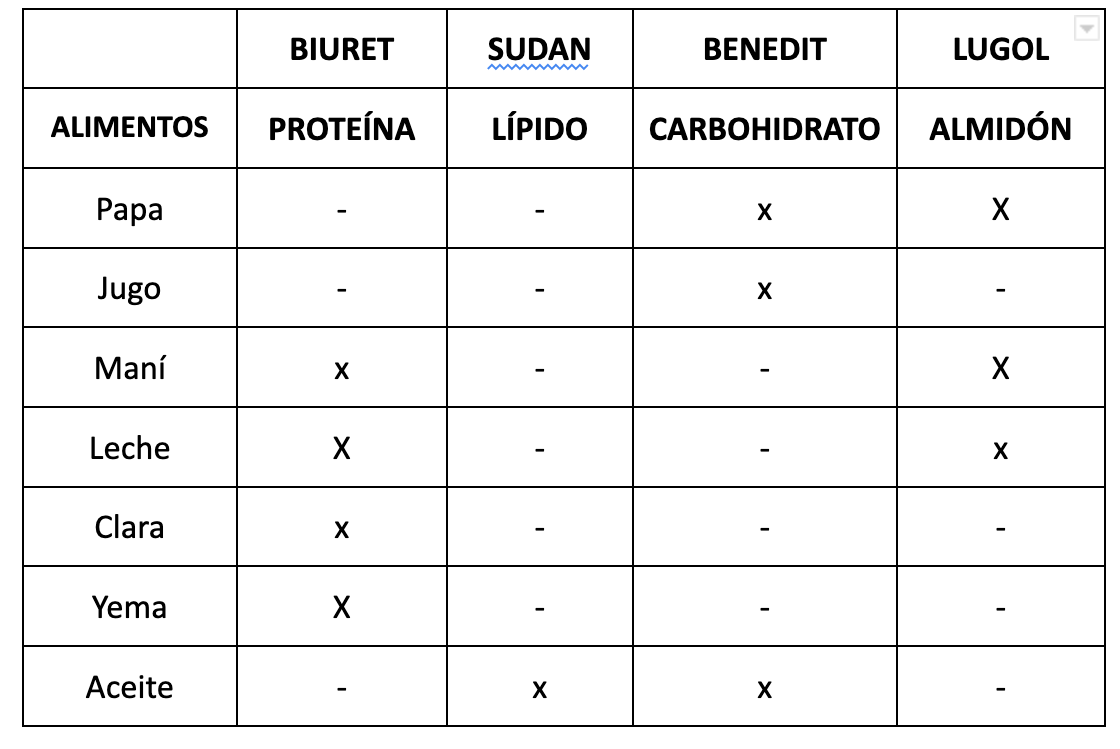 BIURET SUDAN BENEDIT LUGOL
ALIMENTOS PROTEÍNA LÍPIDO CARBOHIDRATO ALMIDÓN
Papa - - x X
Jugo - - x -
Maní x - - X
Leche X - - x
Clara x - - -
Yema X - - -
Aceite - x x -